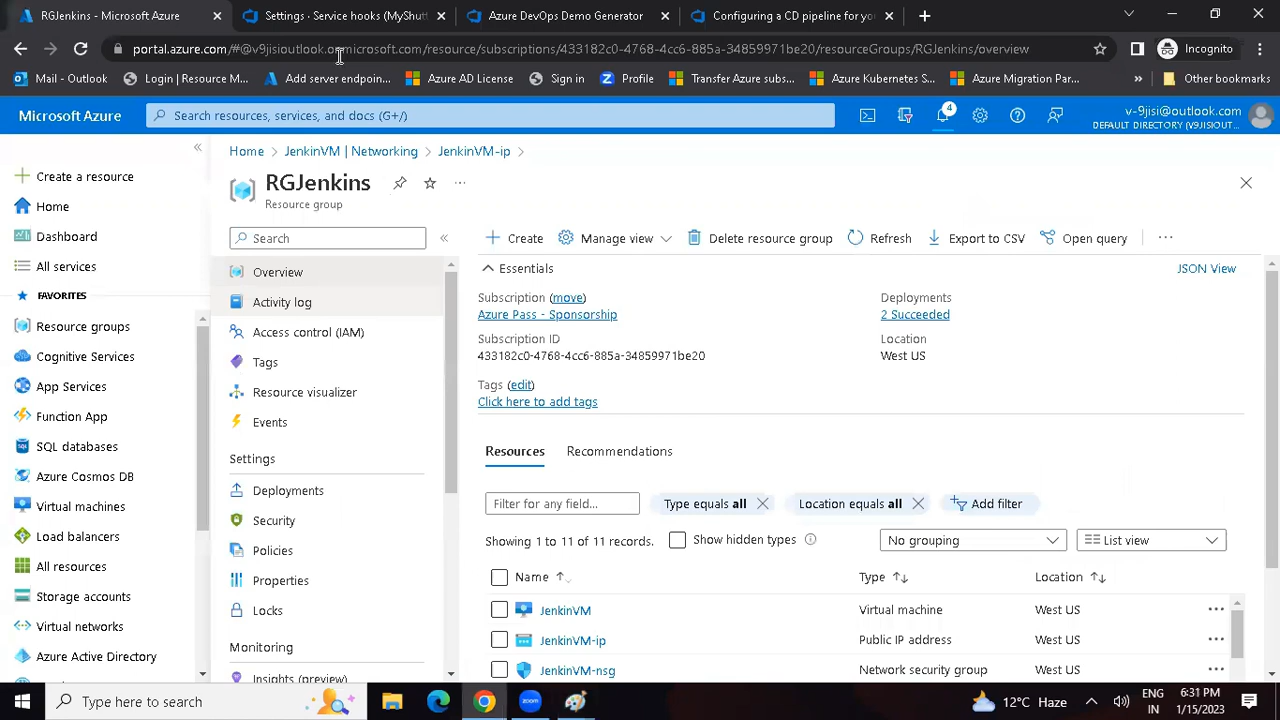 RGJenkins - Microsoft Azure
Settings · Service hooks (MyShutt
Azure DevOps Demo Generator
Configuring a CD pipeline for you
portal.azure.com/#@v9jisioutlook.onmicrosoft.com/resource/subscriptions/433182c0-4768-4cc6-885a-34859971be20/resourceGroups/RGJenkins/overview
Incognito
Mail - Outlook
Login | Resource M...
Add server endpoin...
Azure AD License
Sign in
Profile
Transfer Azure subs...
Azure Kubernetes S...
Azure Migration Par...
»
Other bookmarks
Microsoft Azure
Search resources, services, and docs (G+/)
4
v-9jisi@outlook.com
DEFAULT DIRECTORY (V9JISIOUT...
Create a resource
Home
Dashboard
All services
FAVORITES
Resource groups
Cognitive Services
App Services
Function App
SQL databases
Azure Cosmos DB
Virtual machines
Load balancers
All resources
Storage accounts
Virtual networks
Azure Active Directory
Home > JenkinVM | Networking > JenkinVM-ip >
RGJenkins
Resource group
Search
Overview
Activity log
Access control (IAM)
Tags
Resource visualizer
Events
Settings
Deployments
Security
Policies
Properties
Locks
Monitoring
Insights (preview)
Create
Manage view
Delete resource group
Refresh
Export to CSV
Open query
Essentials
JSON View
Subscription (move)
Azure Pass - Sponsorship
Subscription ID
433182c0-4768-4cc6-885a-34859971be20
Tags (edit)
Click here to add tags
Deployments
2 Succeeded
Location
West US
Resources
Recommendations
Filter for any field...
Type equals all
Location equals all
Add filter
Showing 1 to 11 of 11 records.
Show hidden types
No grouping
List view
Name
Type
Location
JenkinVM
Virtual machine
West US
JenkinVM-ip
Public IP address
West US
JenkinVM-nsg
Network security group
West US
Type here to search
zoom
12°C Haze
ENG
IN
6:31 PM
1/15/2023